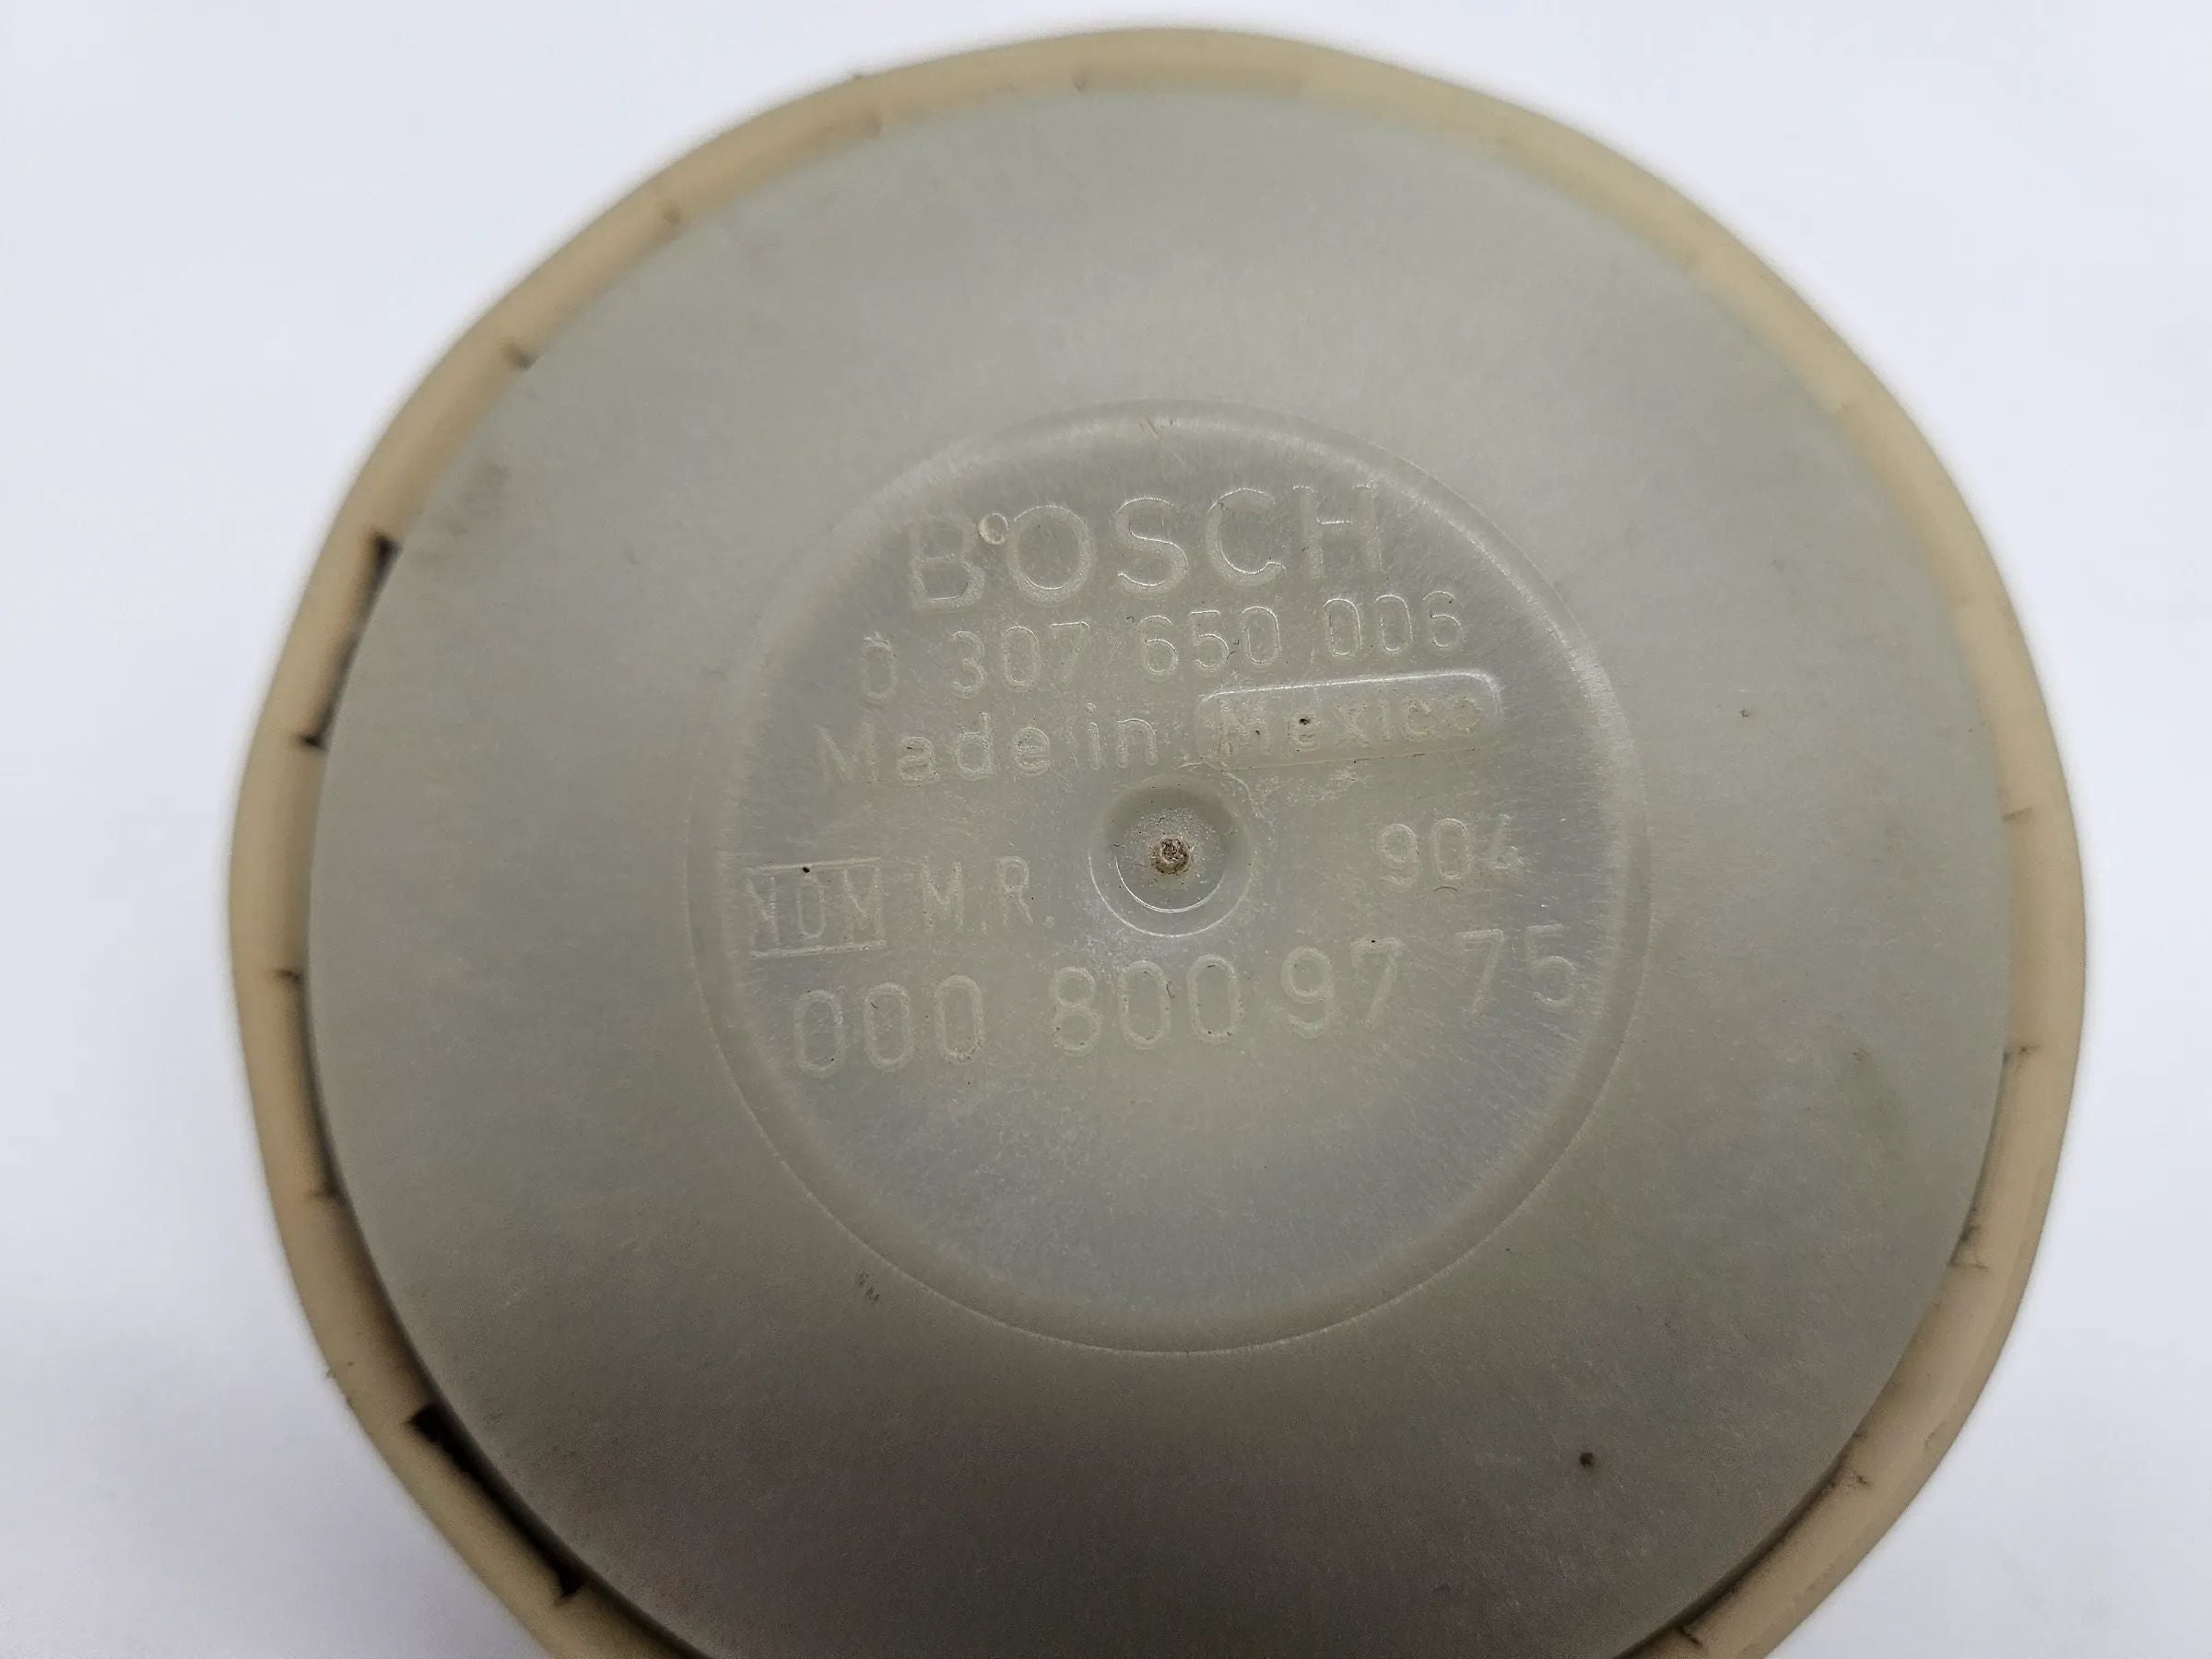 BOSCH
0 307 650 006
Made in Mexico
NOM M.R. 904
000 800 97 75